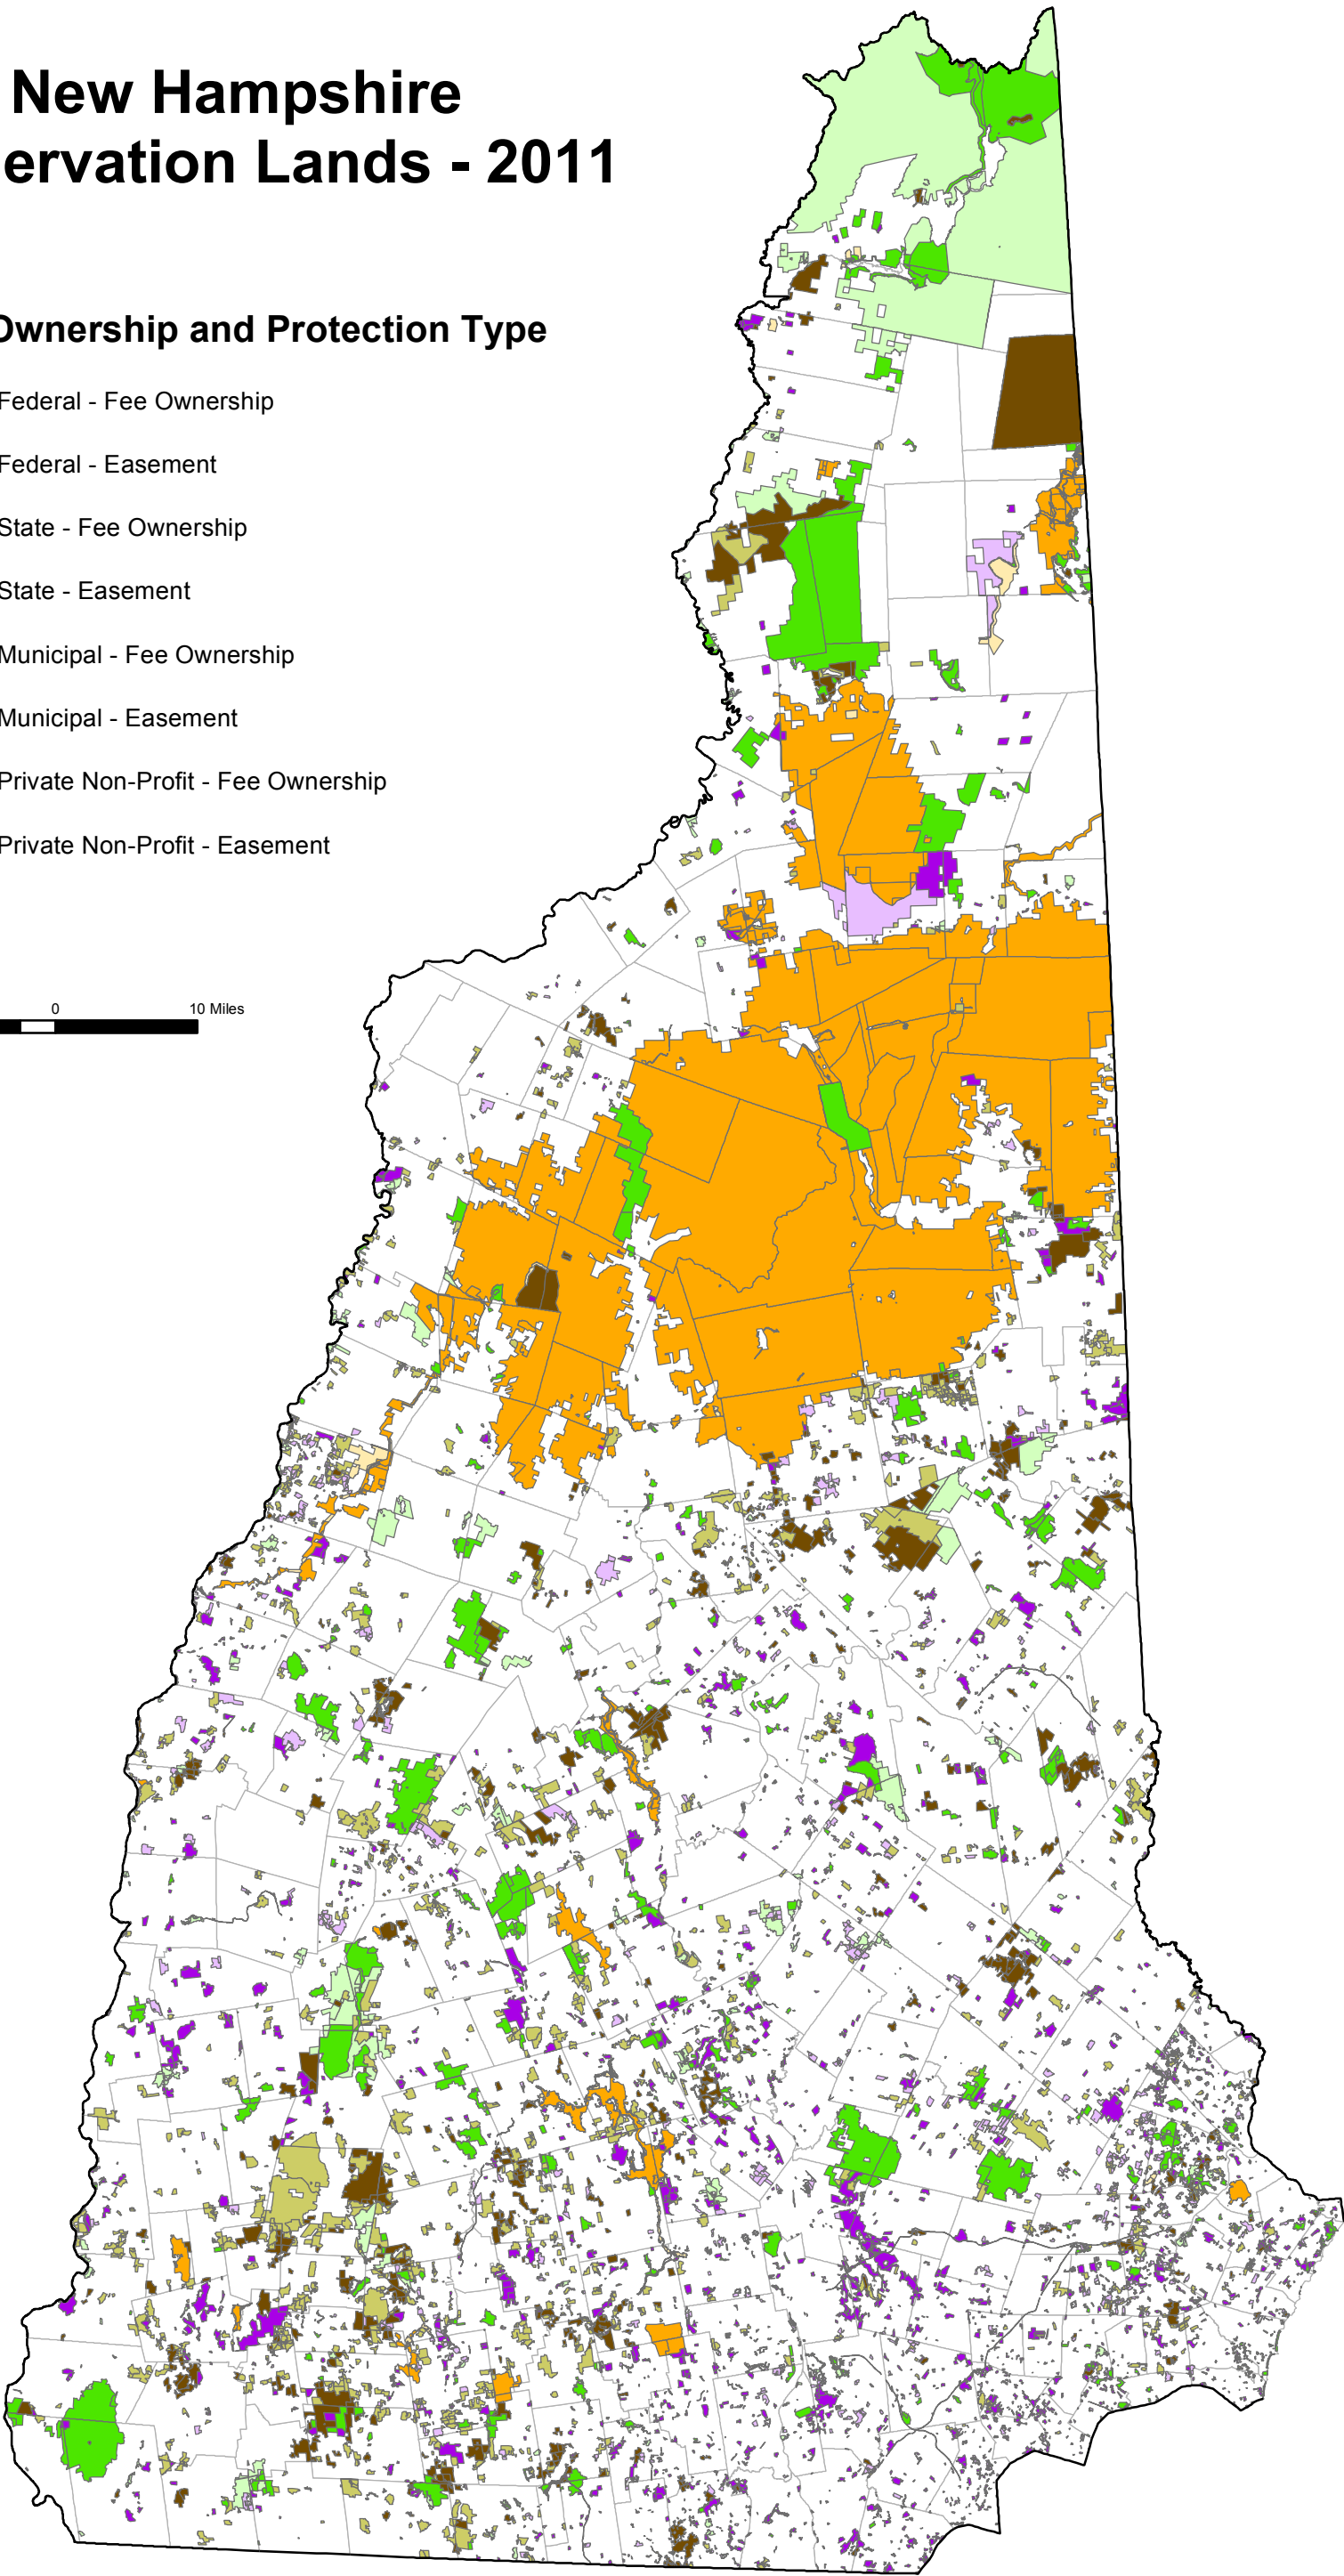 New Hampshire
ervation Lands - 2011
Ownership and Protection Type
Federal - Fee Ownership
Federal - Easement
State - Fee Ownership
State - Easement
Municipal - Fee Ownership
Municipal - Easement
Private Non-Profit - Fee Ownership
Private Non-Profit - Easement
0 10 Miles